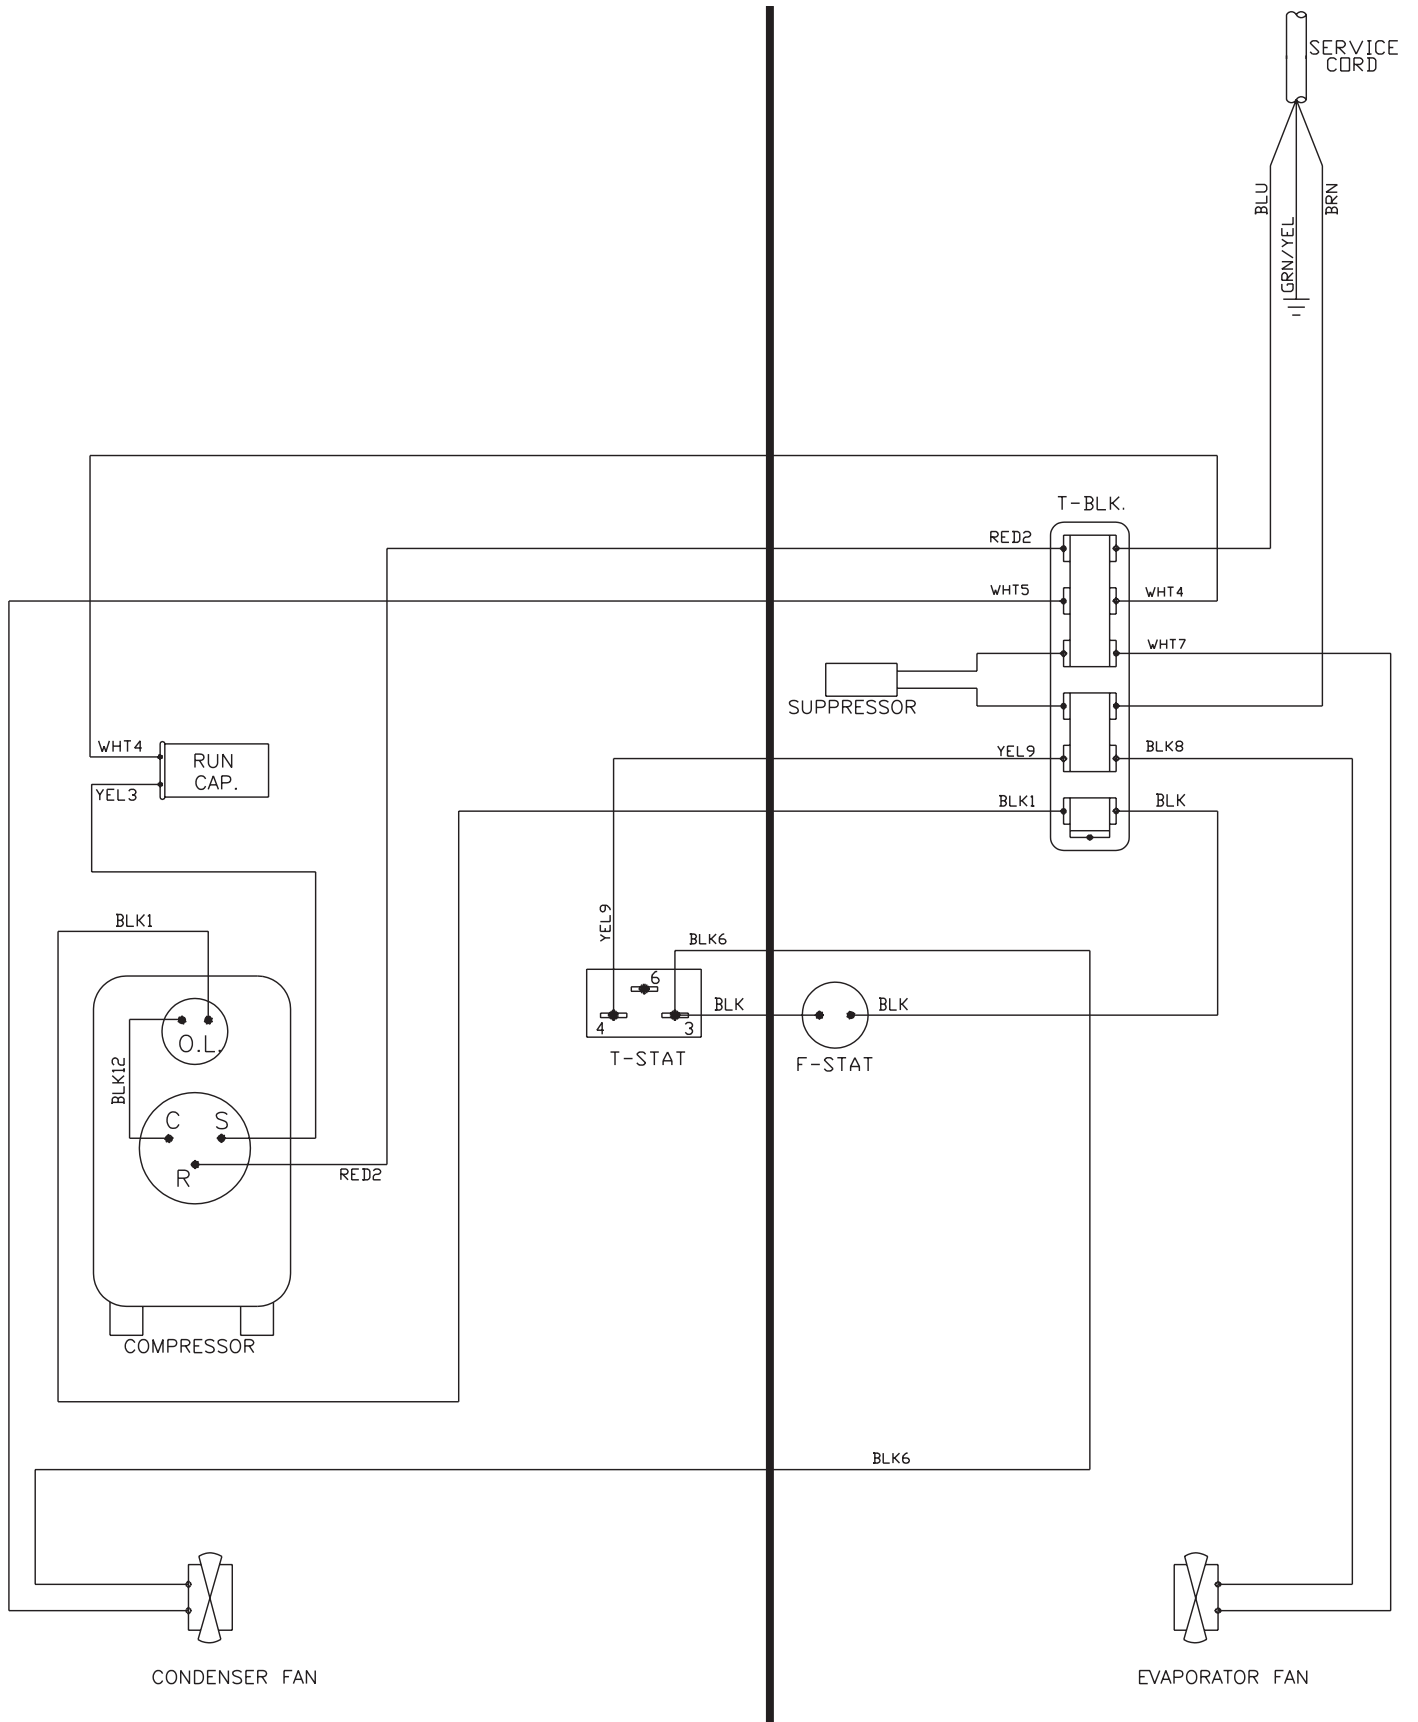 SERVICE
CORD
BLU
GRN/YEL
BRN
T-BLK.
RED2
WHT5
WHT4
WHT7
SUPPRESSOR
YEL9
BLK8
BLK1
BLK
WHT4
YEL3
RUN
CAP.
BLK1
O.L.
BLK12
C
S
R
RED2
COMPRESSOR
YEL9
BLK6
6
4
3
T-STAT
BLK
BLK
F-STAT
BLK6
CONDENSER FAN
EVAPORATOR FAN